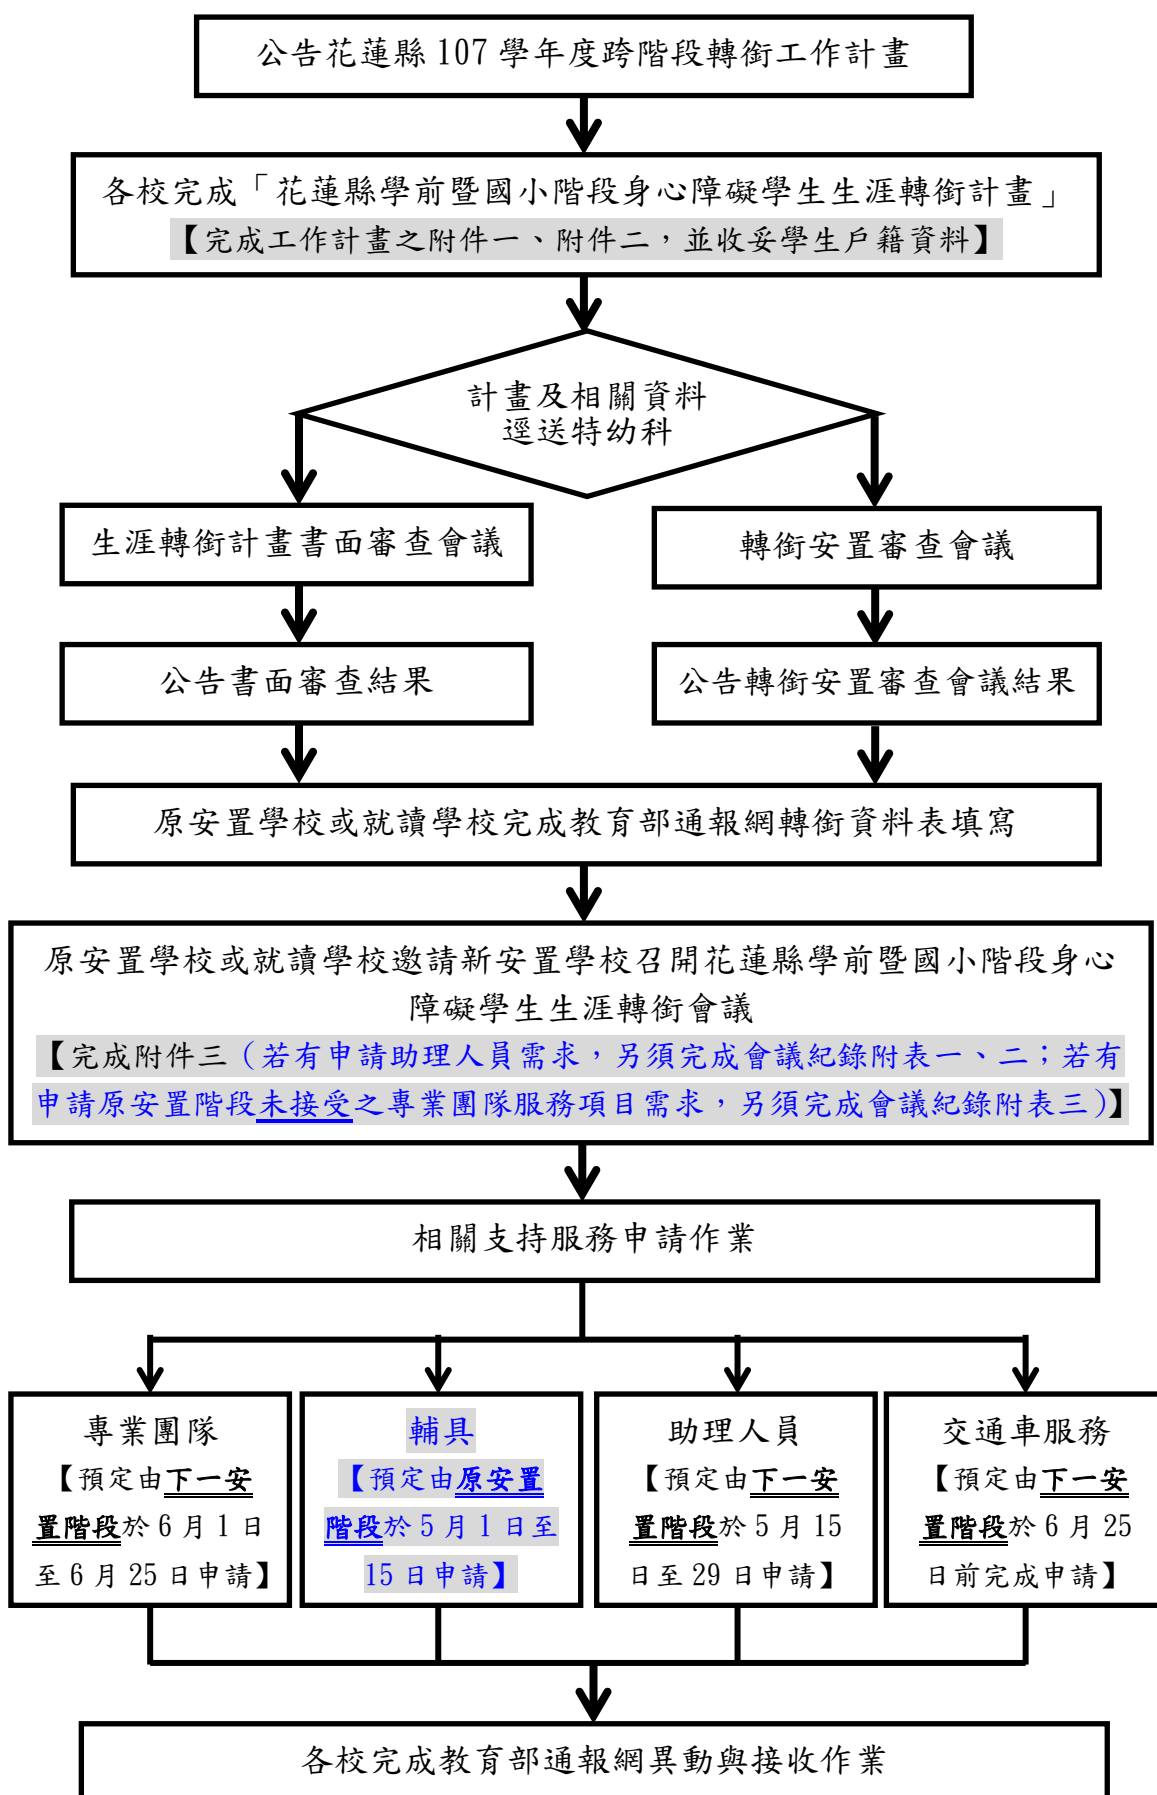 公告花蓮縣 107 學年度跨階段轉銜工作計畫
各校完成「花蓮縣學前暨國小階段身心障礙學生生涯轉銜計畫」
【完成工作計畫之附件一、附件二，並收妥學生戶籍資料】
計畫及相關資料
逕送特幼科
生涯轉銜計畫書面審查會議
轉銜安置審查會議
公告書面審查結果
公告轉銜安置審查會議結果
原安置學校或就讀學校完成教育部通報網轉銜資料表填寫
原安置學校或就讀學校邀請新安置學校召開花蓮縣學前暨國小階段身心
障礙學生生涯轉銜會議
【完成附件三（若有申請助理人員需求，另須完成會議紀錄附表一、二；若有
申請原安置階段未接受之專業團隊服務項目需求，另須完成會議紀錄附表三）】
相關支持服務申請作業
專業團隊
【預定由下一安
置階段於 6 月 1 日
至 6 月 25 日申請】
輔具
【預定由原安置
階段於 5 月 1 日至
15 日申請】
助理人員
【預定由下一安
置階段於 5 月 15
日至 29 日申請】
交通車服務
【預定由下一安
置階段於 6 月 25
日前完成申請】
各校完成教育部通報網異動與接收作業